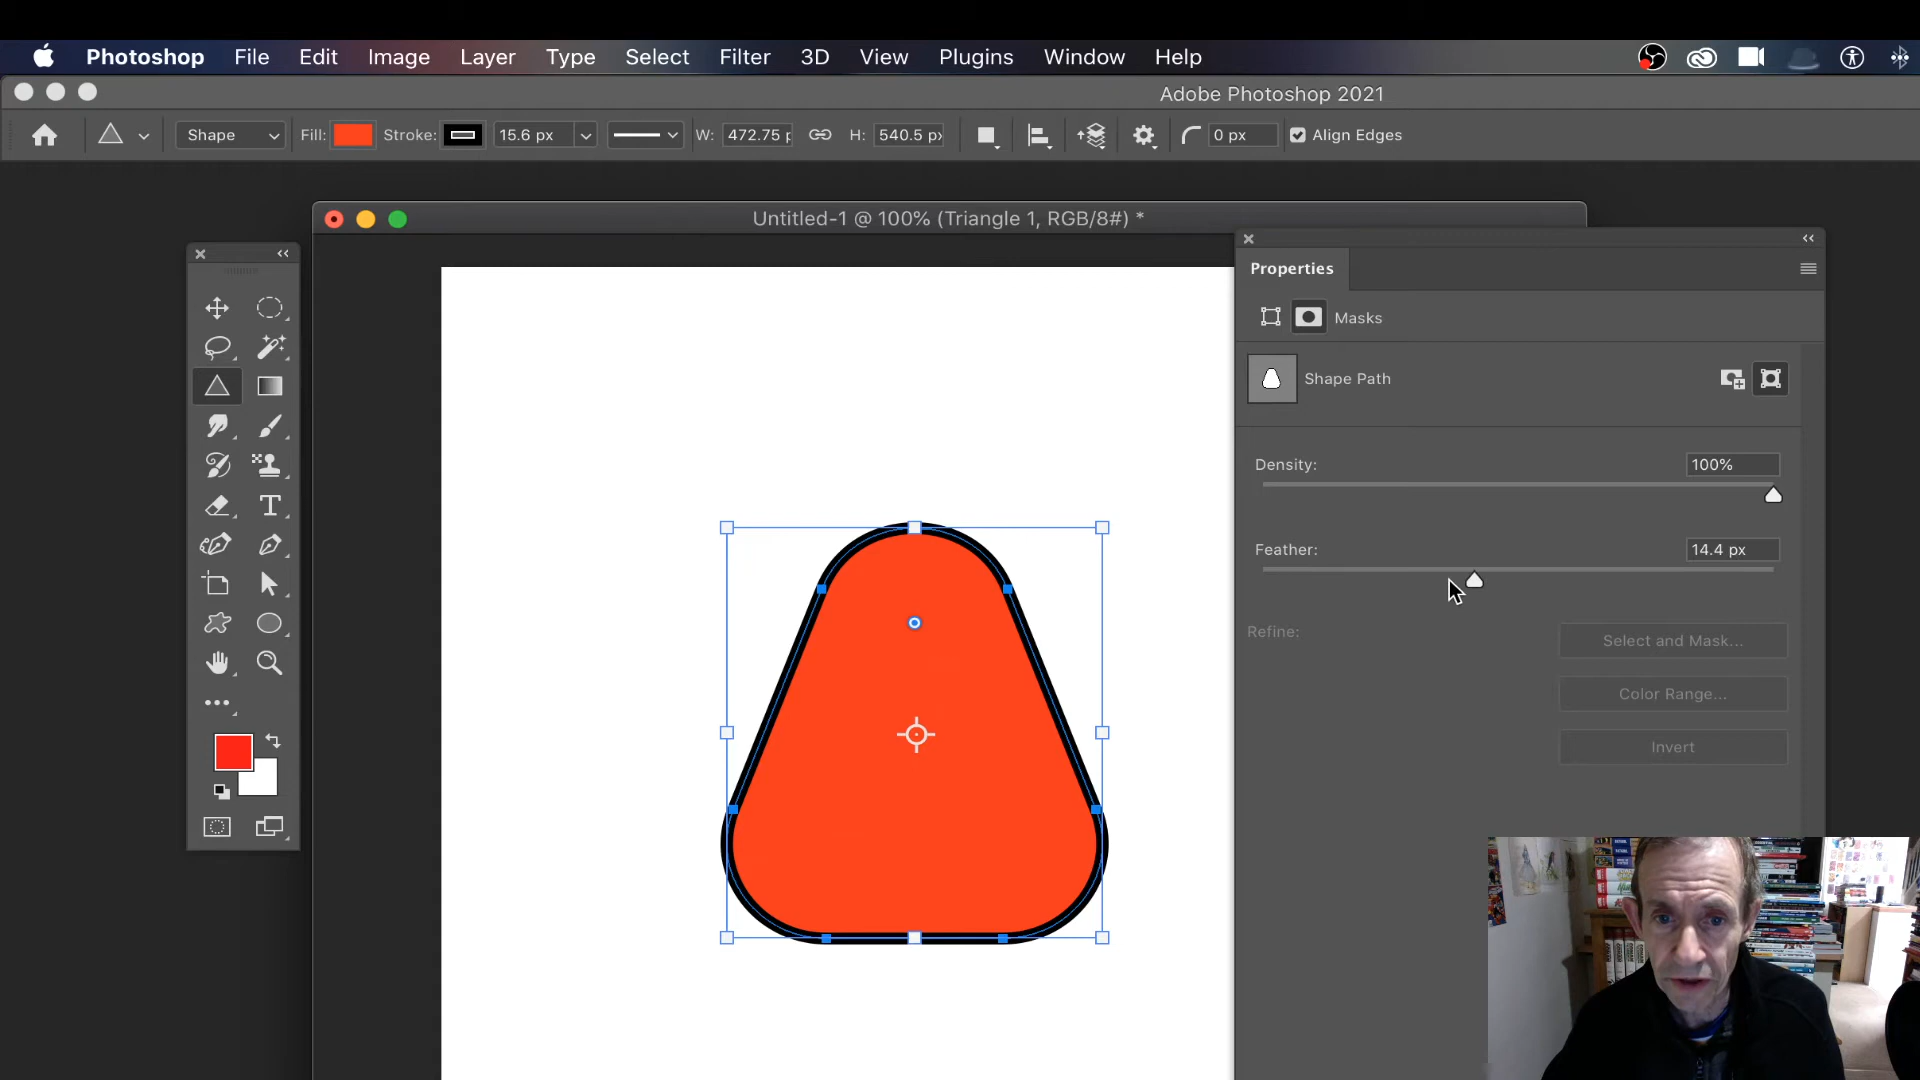 Photoshop File Edit Image Layer Type Select Filter 3D View Plugins Window Help
Adobe Photoshop 2021
Shape Fill: Stroke: 15.6 px W: 472.75 p H: 540.5 px 0 px Align Edges
Untitled-1 @ 100% (Triangle 1, RGB/8#) *
Properties
Masks
Shape Path
Density: 100%
Feather: 14.4 px
Refine: Select and Mask...
Color Range...
Invert